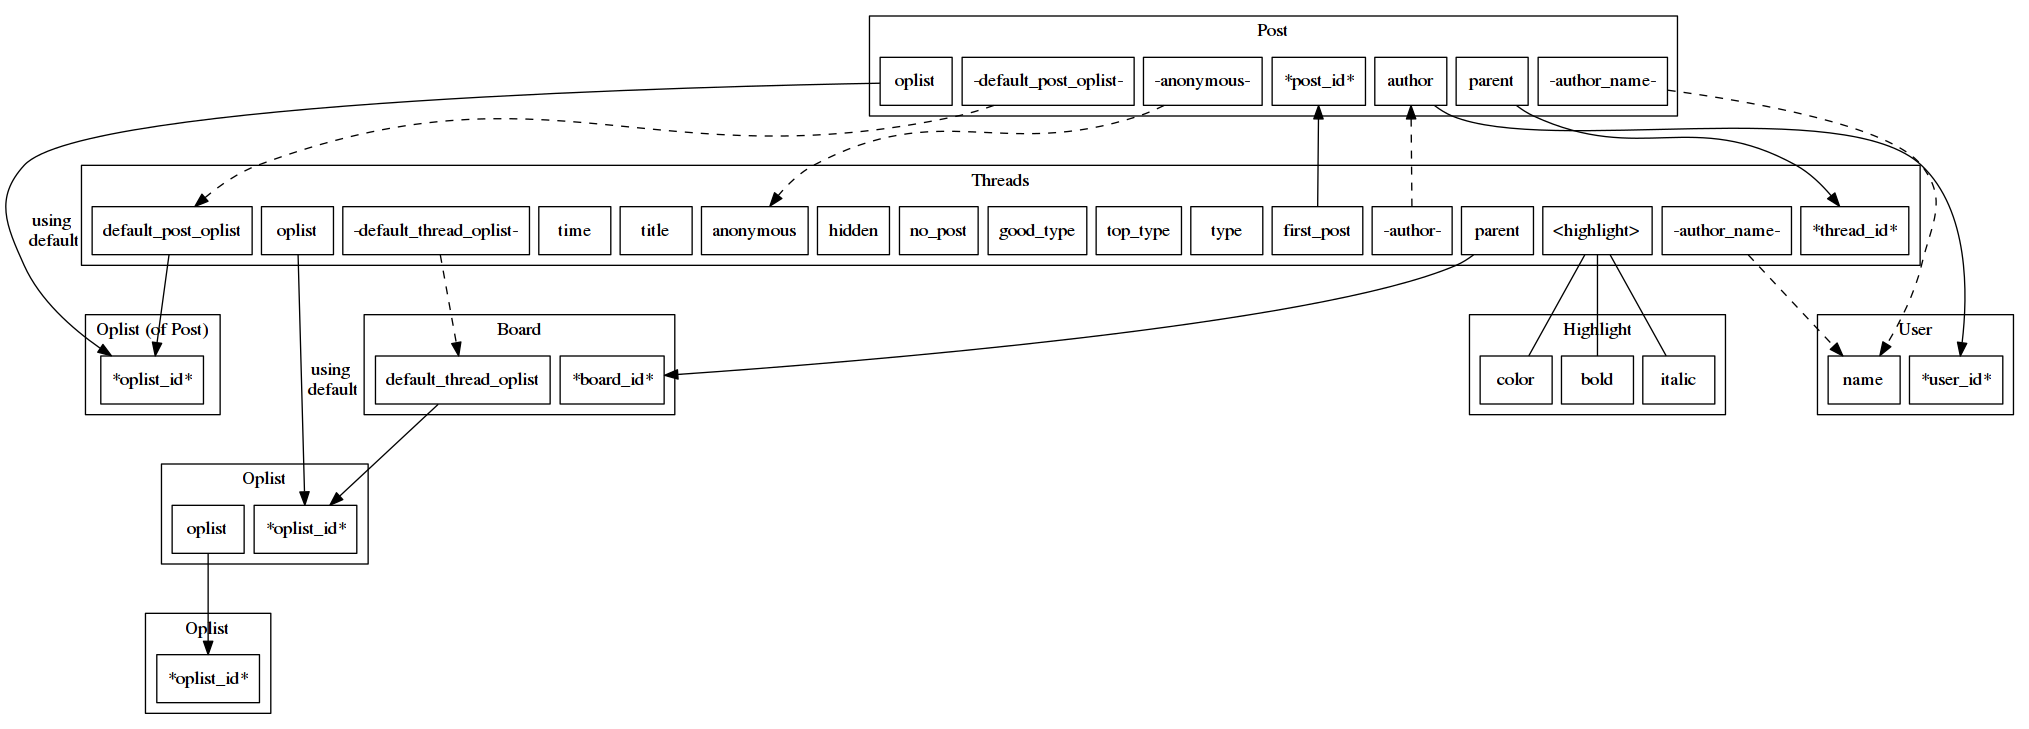 Post
oplist
-default_post_oplist-
-anonymous-
*post_id*
author
parent
-author_name-
Threads
using
default
default_post_oplist
oplist
-default_thread_oplist-
time
title
anonymous
hidden
no_post
good_type
top_type
type
first_post
-author-
parent
<highlight>
-author_name-
*thread_id*
Oplist (of Post)
*oplist_id*
using
default
Board
default_thread_oplist
*board_id*
Highlight
color
bold
italic
User
name
*user_id*
Oplist
oplist
*oplist_id*
Oplist
*oplist_id*